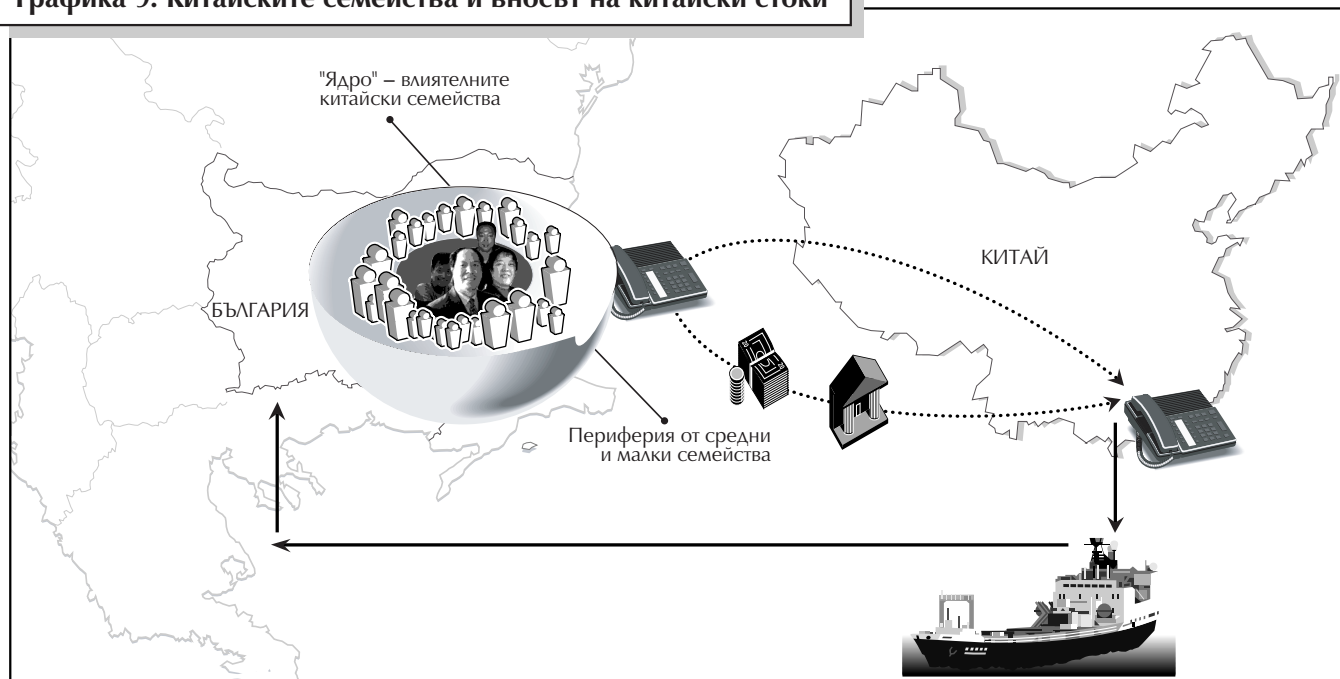 Графика 9. Китайските семейства и вносът на китайски стоки
"Ядро" – влиятелните
китайски семейства
КИТАЙ
БЪЛГАРИЯ
Периферия от средни
и малки семейства